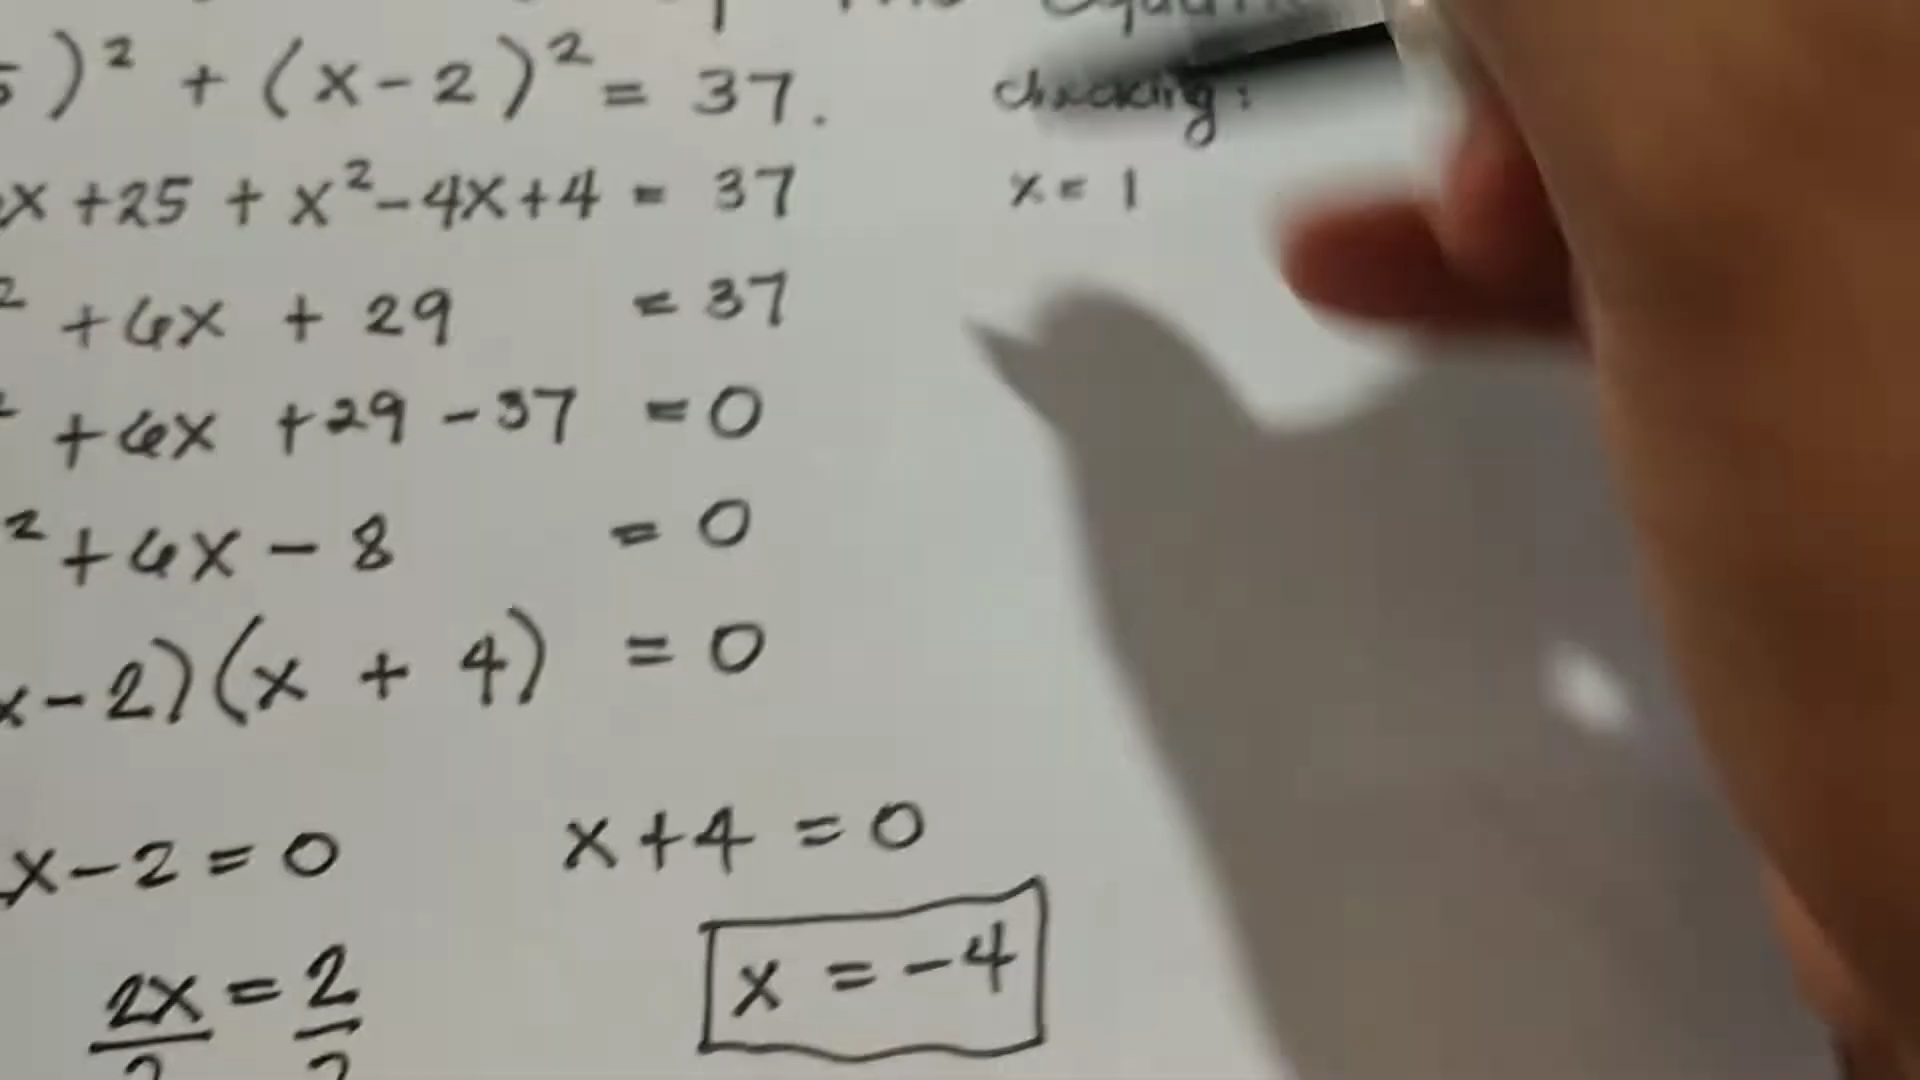 )² + (x-2)² = 37.
x +25 + x²-4x+4 = 37
+6x + 29 = 37
+6x +29 -37 = 0
² +6x - 8 = 0
x-2)(x + 4) = 0
x-2=0 x+4 =0
2x = 2
x = -4
checking:
x = 1